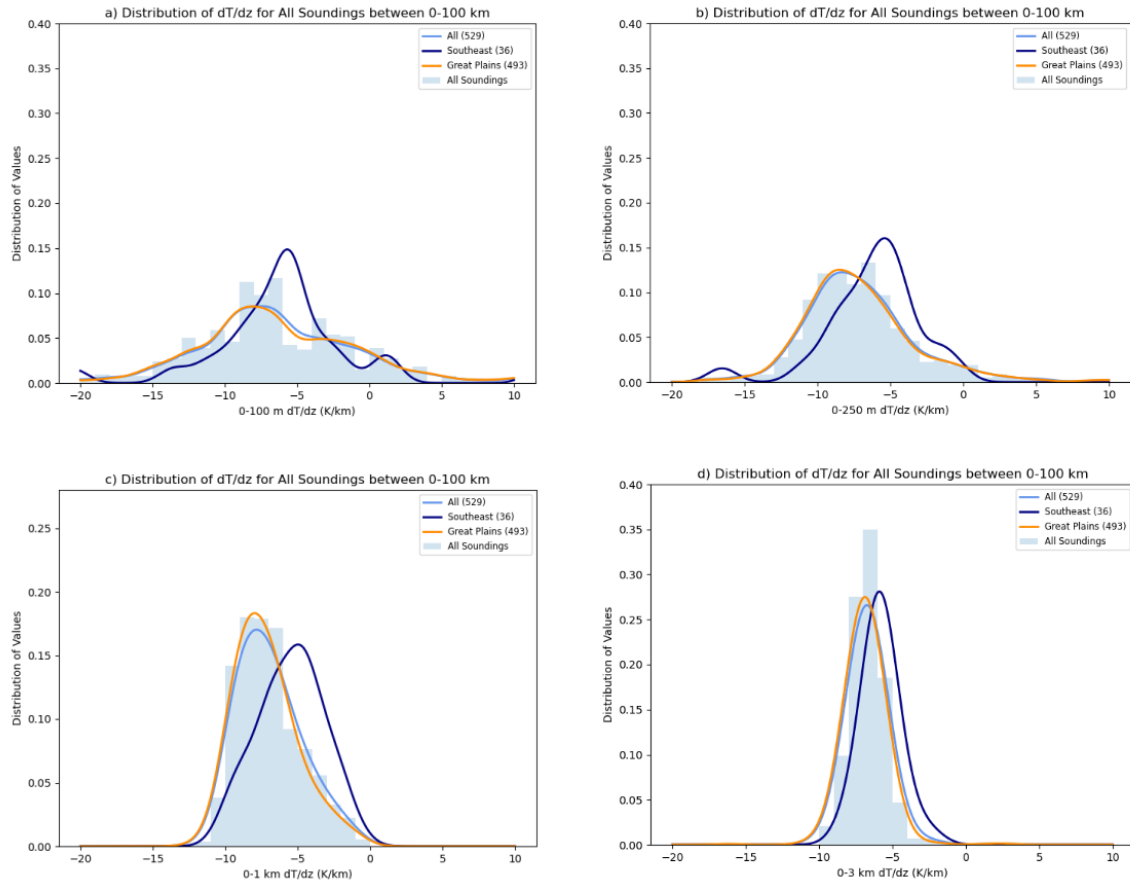 a) Distribution of dT/dz for All Soundings between 0-100 km
0.40
0.35
0.30
0.25
0.20
0.15
0.10
0.05
0.00
Distribution of Values
All (529)
Southeast (36)
Great Plains (493)
All Soundings
−20
−15
−10
−5
0
5
10
0-100 m dT/dz (K/km)
b) Distribution of dT/dz for All Soundings between 0-100 km
0.40
0.35
0.30
0.25
0.20
0.15
0.10
0.05
0.00
Distribution of Values
All (529)
Southeast (36)
Great Plains (493)
All Soundings
−20
−15
−10
−5
0
5
10
0-250 m dT/dz (K/km)
c) Distribution of dT/dz for All Soundings between 0-100 km
0.25
0.20
0.15
0.10
0.05
0.00
Distribution of Values
All (529)
Southeast (36)
Great Plains (493)
All Soundings
−20
−15
−10
−5
0
5
10
0-1 km dT/dz (K/km)
d) Distribution of dT/dz for All Soundings between 0-100 km
0.40
0.35
0.30
0.25
0.20
0.15
0.10
0.05
0.00
Distribution of Values
All (529)
Southeast (36)
Great Plains (493)
All Soundings
−20
−15
−10
−5
0
5
10
0-3 km dT/dz (K/km)